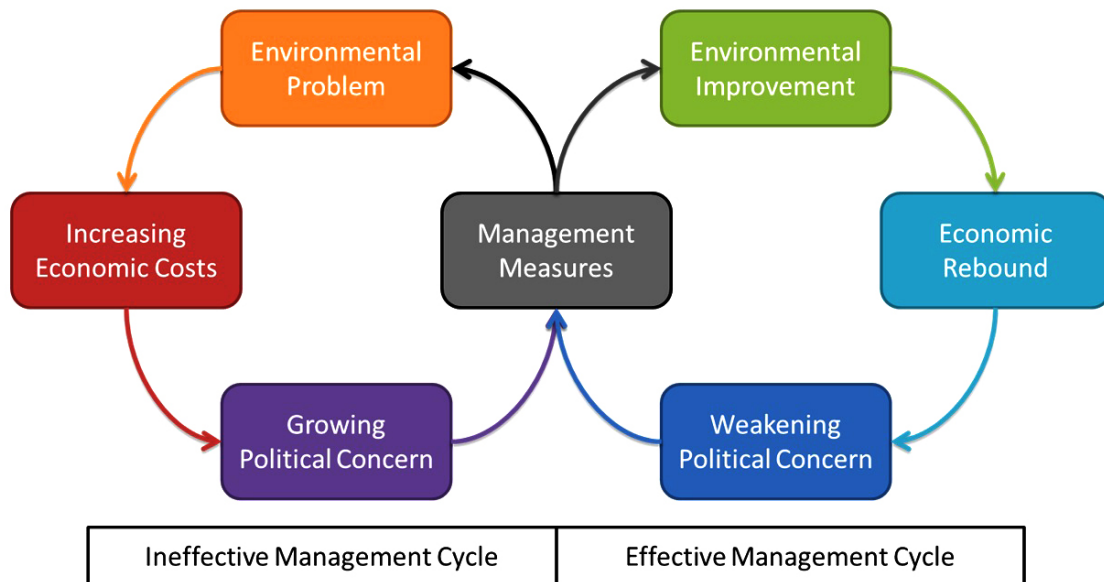 Environmental
Problem
Environmental
Improvement
Increasing
Economic Costs
Management
Measures
Economic
Rebound
Growing
Political Concern
Weakening
Political Concern
Ineffective Management Cycle
Effective Management Cycle